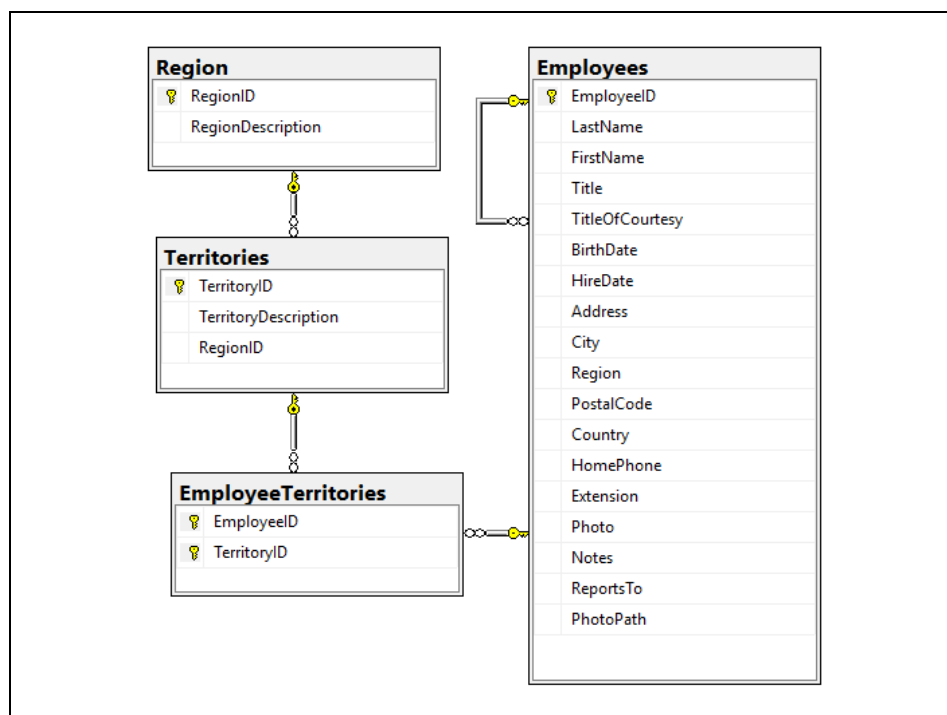 Region
RegionID
RegionDescription
Territories
TerritoryID
TerritoryDescription
RegionID
EmployeeTerritories
EmployeeID
TerritoryID
Employees
EmployeeID
LastName
FirstName
Title
TitleOfCourtesy
BirthDate
HireDate
Address
City
Region
PostalCode
Country
HomePhone
Extension
Photo
Notes
ReportsTo
PhotoPath